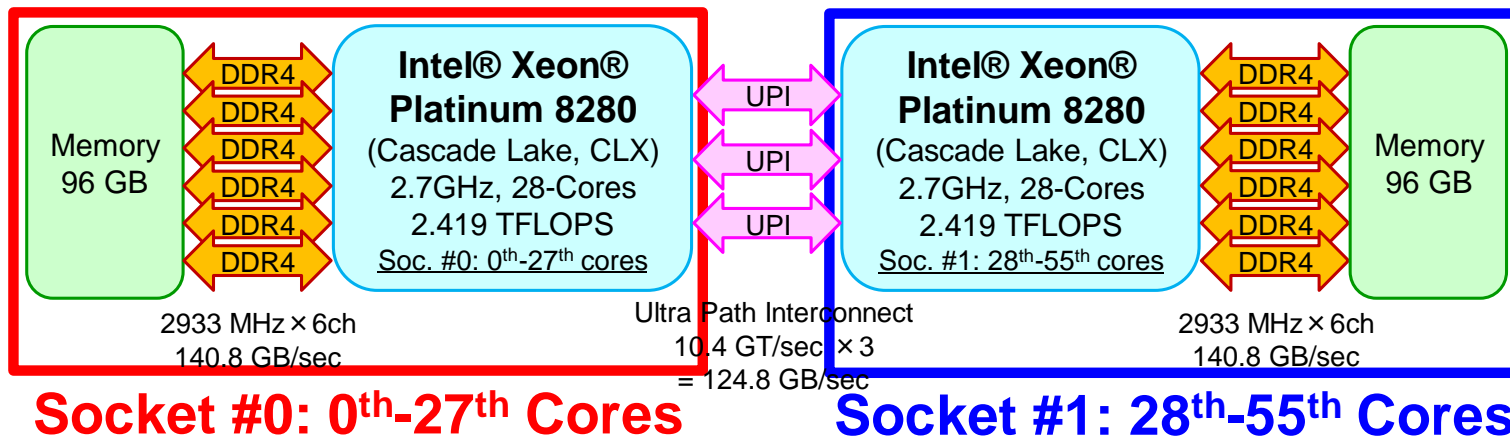 Memory
96 GB
DDR4
DDR4
DDR4
DDR4
DDR4
DDR4
Intel® Xeon®
Platinum 8280
(Cascade Lake, CLX)
2.7GHz, 28-Cores
2.419 TFLOPS
Soc. #0: 0th-27th cores
UPI
UPI
UPI
Intel® Xeon®
Platinum 8280
(Cascade Lake, CLX)
2.7GHz, 28-Cores
2.419 TFLOPS
Soc. #1: 28th-55th cores
DDR4
DDR4
DDR4
DDR4
DDR4
DDR4
Memory
96 GB
2933 MHz×6ch
140.8 GB/sec
Ultra Path Interconnect
10.4 GT/sec ×3
= 124.8 GB/sec
2933 MHz×6ch
140.8 GB/sec
Socket #0: 0th-27th Cores
Socket #1: 28th-55th Cores